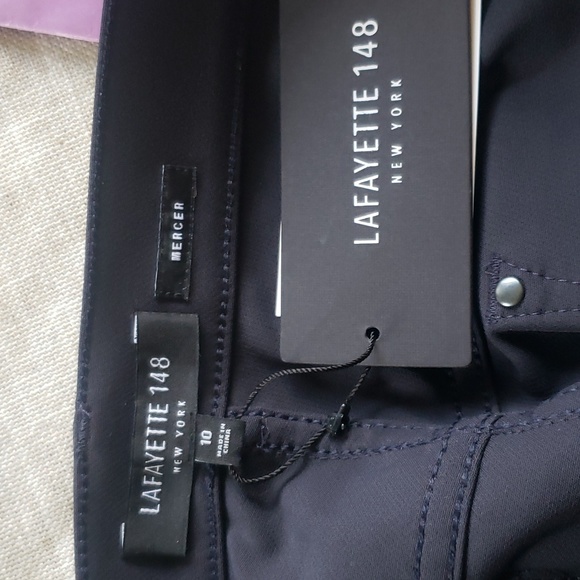 LAFAYETTE 148
NEW YORK
MERCER
LAFAYETTE 148
NEW YORK
10
MADE IN
CHINA